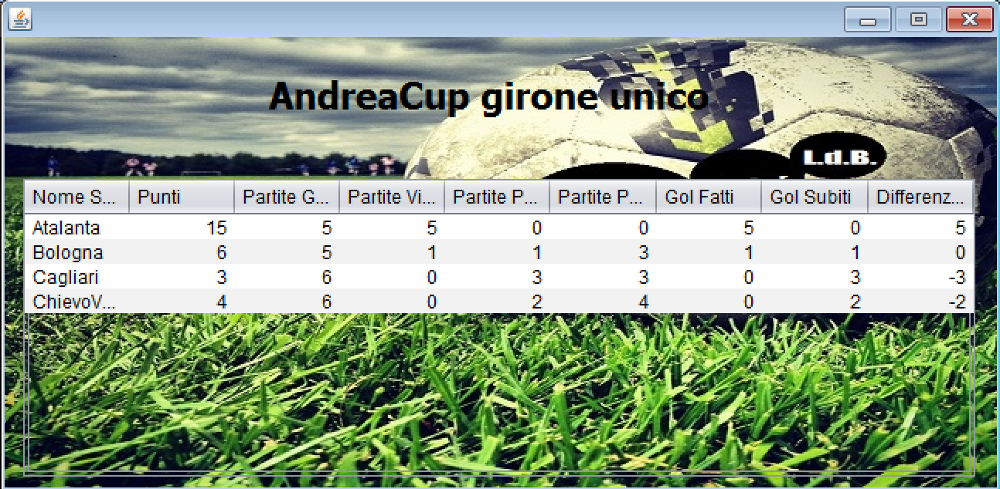 AndreaCup girone unico
L.d.B.
Nome S... Punti Partite G... Partite Vi... Partite P... Partite P... Gol Fatti Gol Subiti Differenz...
Atalanta 15 5 5 0 0 5 0 5
Bologna 6 5 1 1 3 1 1 0
Cagliari 3 6 0 3 3 0 3 -3
ChievoV... 4 6 0 2 4 0 2 -2